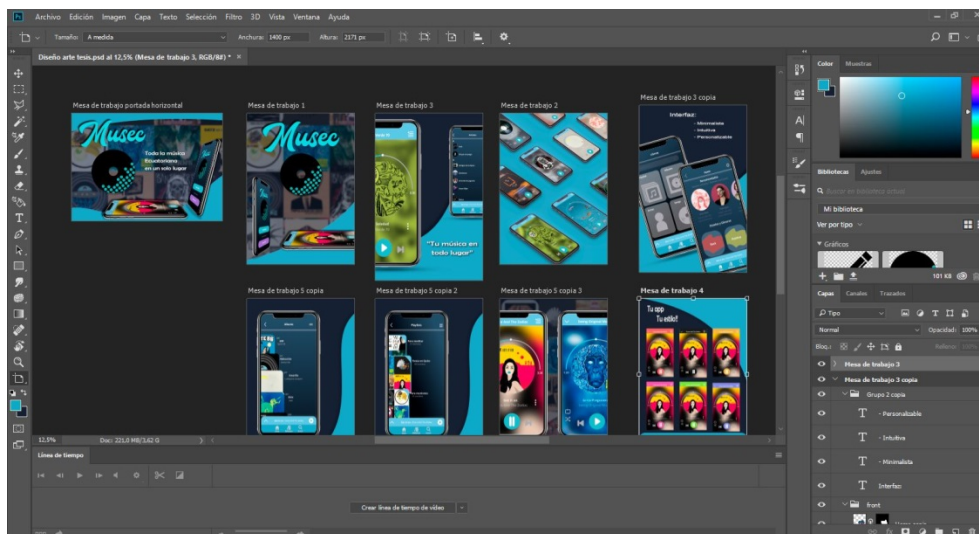 Ps Archivo Edición Imagen Capa Texto Selección Filtro 3D Vista Ventana Ayuda
Tamaño: A medida Anchura: 1400 px Altura: 2171 px
Diseño arte tesis.psd al 12,5% (Mesa de trabajo 3, RGB/8#) * ×
Mesa de trabajo portada horizontal
Musec
Toda la música
Ecuatoriana
en un solo lugar
Mesa de trabajo 1
Musec
Mesa de trabajo 3
"Tu música en
todo lugar"
Mesa de trabajo 2
Mesa de trabajo 3 copia
Interfaz:
- Minimalista
- Intuitiva
- Personalizable
Mesa de trabajo 5 copia
Mesa de trabajo 5 copia 2
Mesa de trabajo 5 copia 3
Mesa de trabajo 4
Tu app
Tu estilo!
12,5% Doc: 221,0 MB/3,62 G
Línea de tiempo
Crear línea de tiempo de vídeo
Color Muestras
Bibliotecas Ajustes
Buscar en biblioteca actual
Mi biblioteca
Ver por tipo
Gráficos
101 KB
Capas Canales Trazados
Tipo
Normal Opacidad: 100%
Bloq.: Relleno: 100%
Mesa de trabajo 3
Mesa de trabajo 3 copia
Grupo 2 copia
T - Personalizable
T - Intuitiva
T - Minimalista
T Interfaz:
front